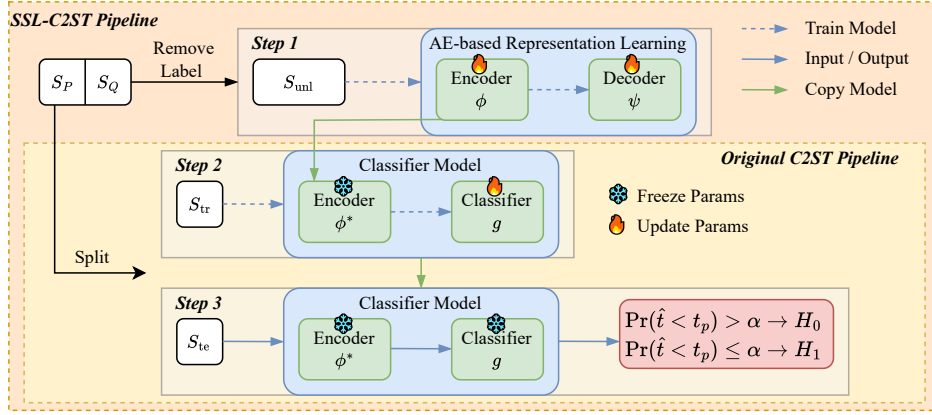 SSL-C2ST Pipeline
S_P S_Q
Remove
Label
Step 1
S_unl
AE-based Representation Learning
Encoder
ϕ
Decoder
ψ
Train Model
Input / Output
Copy Model
Original C2ST Pipeline
Step 2
S_tr
Classifier Model
Encoder
ϕ*
Classifier
g
Freeze Params
Update Params
Split
Step 3
S_te
Classifier Model
Encoder
ϕ*
Classifier
g
Pr(t̂ < t_p) > α → H_0
Pr(t̂ < t_p) ≤ α → H_1